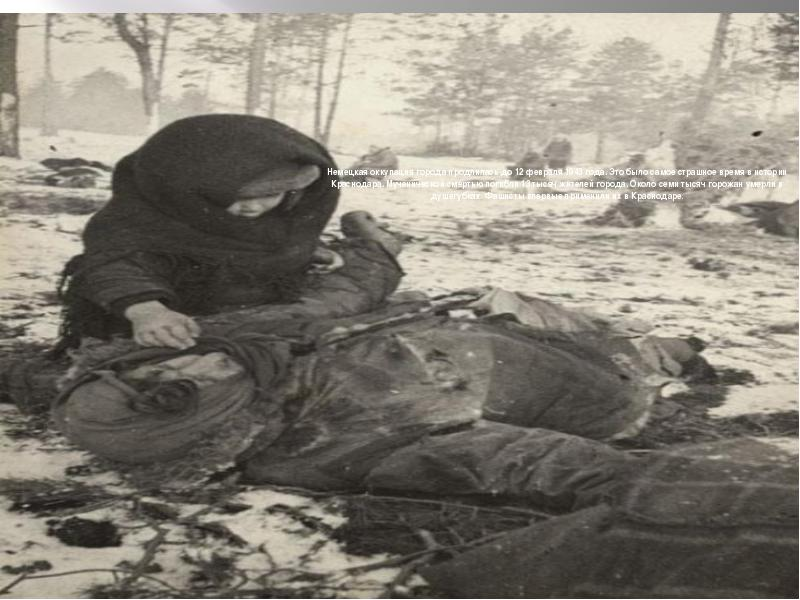 Немецкая оккупация города продлилась до 12 февраля 1943 года. Это было самое страшное время в истории
Краснодара. Мученической смертью погибли 13 тысяч жителей города. Около семи тысяч горожан умерли в
душегубках. Фашисты впервые применили их в Краснодаре.